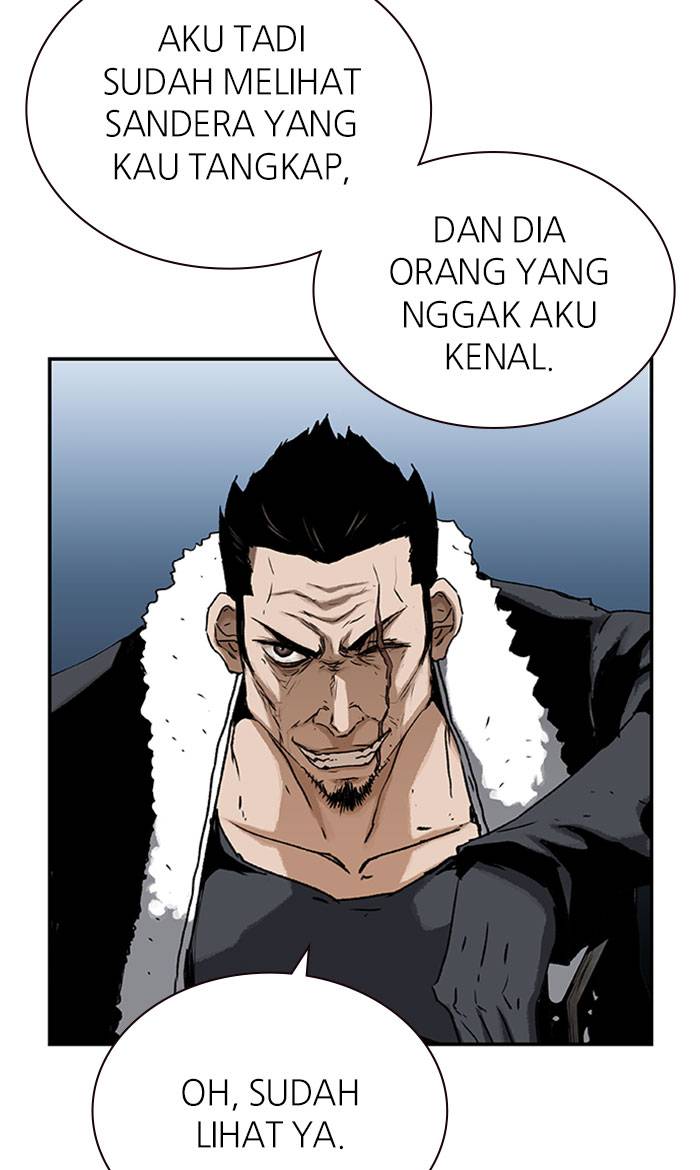 AKU TADI
SUDAH MELIHAT
SANDERA YANG
KAU TANGKAP,
DAN DIA
ORANG YANG
NGGAK AKU
KENAL.
OH, SUDAH
LIHAT YA.